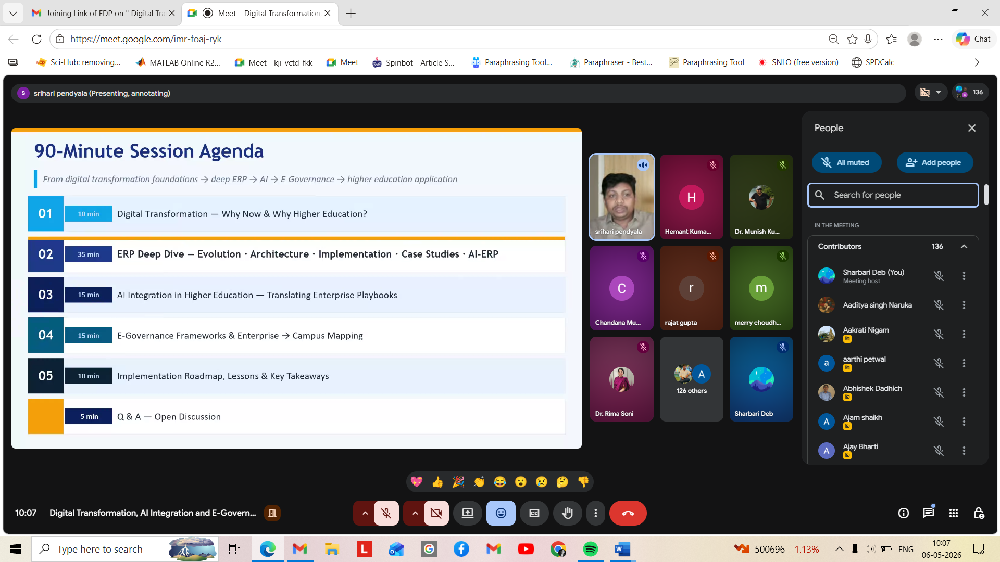 Joining Link of FDP on " Digital Tra
Meet – Digital Transformation,
https://meet.google.com/imr-foaj-ryk
Chat
Sci-Hub: removing...
MATLAB Online R2...
Meet - kji-vctd-fkk
Meet
Spinbot - Article S...
Paraphrasing Tool...
Paraphraser - Best...
Paraphrasing Tool
SNLO (free version)
SPDCalc
S
srihari pendyala (Presenting, annotating)
136
90-Minute Session Agenda
From digital transformation foundations → deep ERP → AI → E-Governance → higher education application
01 10 min Digital Transformation — Why Now & Why Higher Education?
02 35 min ERP Deep Dive — Evolution · Architecture · Implementation · Case Studies · AI-ERP
03 15 min AI Integration in Higher Education — Translating Enterprise Playbooks
04 15 min E-Governance Frameworks & Enterprise → Campus Mapping
05 10 min Implementation Roadmap, Lessons & Key Takeaways
5 min Q & A — Open Discussion
srihari pendyala
H
Hemant Kuma...
Dr. Munish Ku...
C
Chandana Mu...
r
rajat gupta
m
merry choudh...
Dr. Rima Soni
A
126 others
Sharbari Deb
People
All muted
Add people
Search for people
IN THE MEETING
Contributors 136
Sharbari Deb (You)
Meeting host
Aaditya singh Naruka
Aakrati Nigam
a
aarthi petwal
Abhishek Dadhich
A
Ajam shaikh
A
Ajay Bharti
10:07 | Digital Transformation, AI Integration and E-Govern...
CC
Type here to search
L
G
W
500696 -1.13%
ENG
10:07
06-05-2026